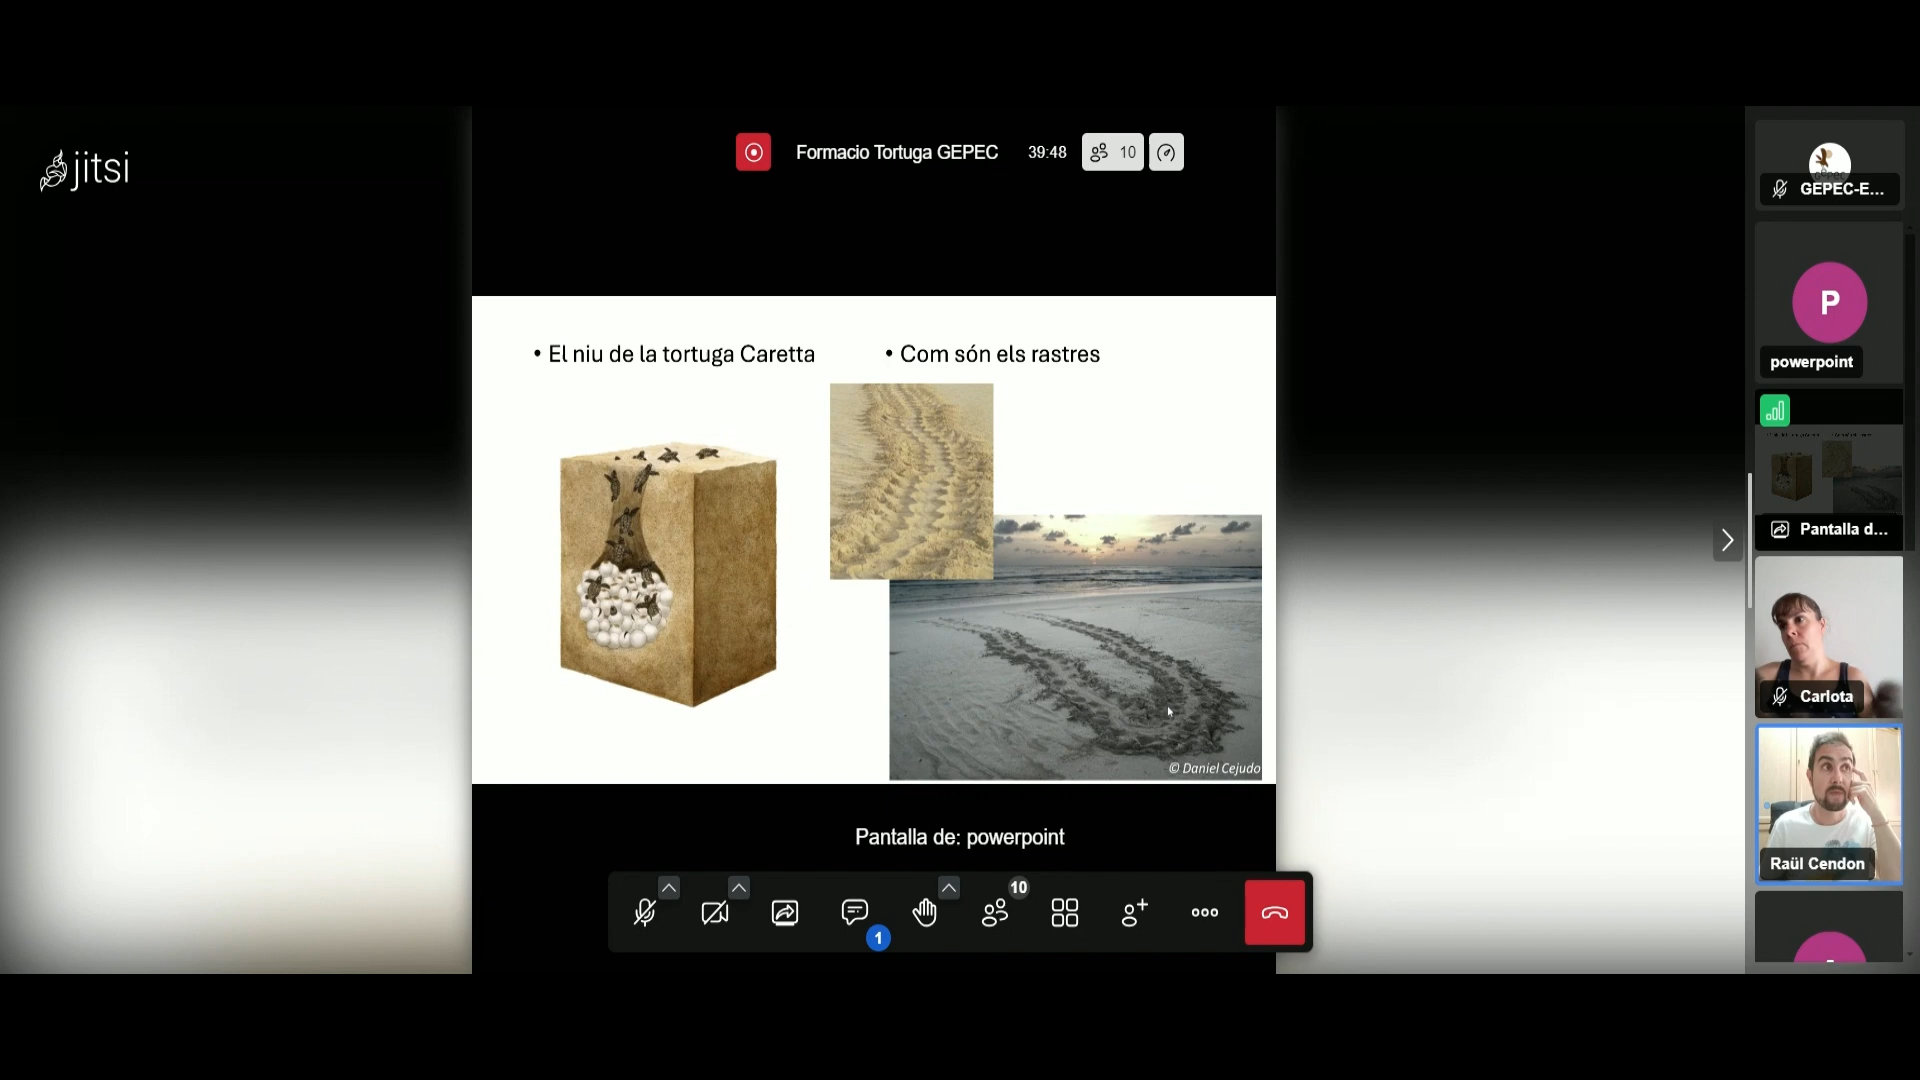 jitsi
Formacio Tortuga GEPEC
39:48
10
• El niu de la tortuga Caretta
• Com són els rastres
© Daniel Cejudo
Pantalla de: powerpoint
10
1
GEPEC-E...
P
powerpoint
Pantalla d...
Carlota
Raül Cendon